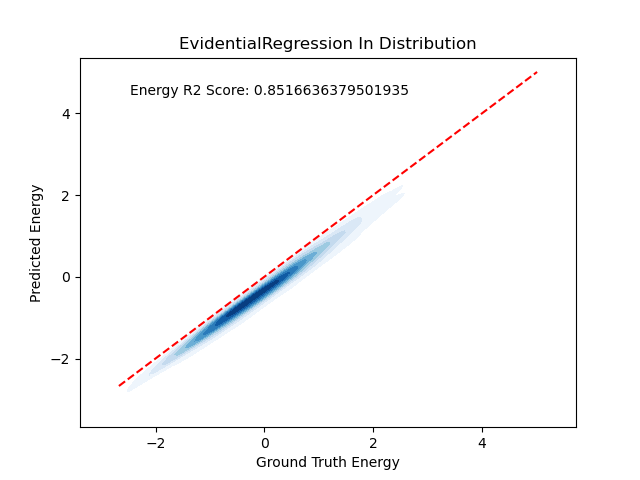 EvidentialRegression In Distribution
Energy R2 Score: 0.8516636379501935
4
2
0
−2
Predicted Energy
−2 0 2 4
Ground Truth Energy